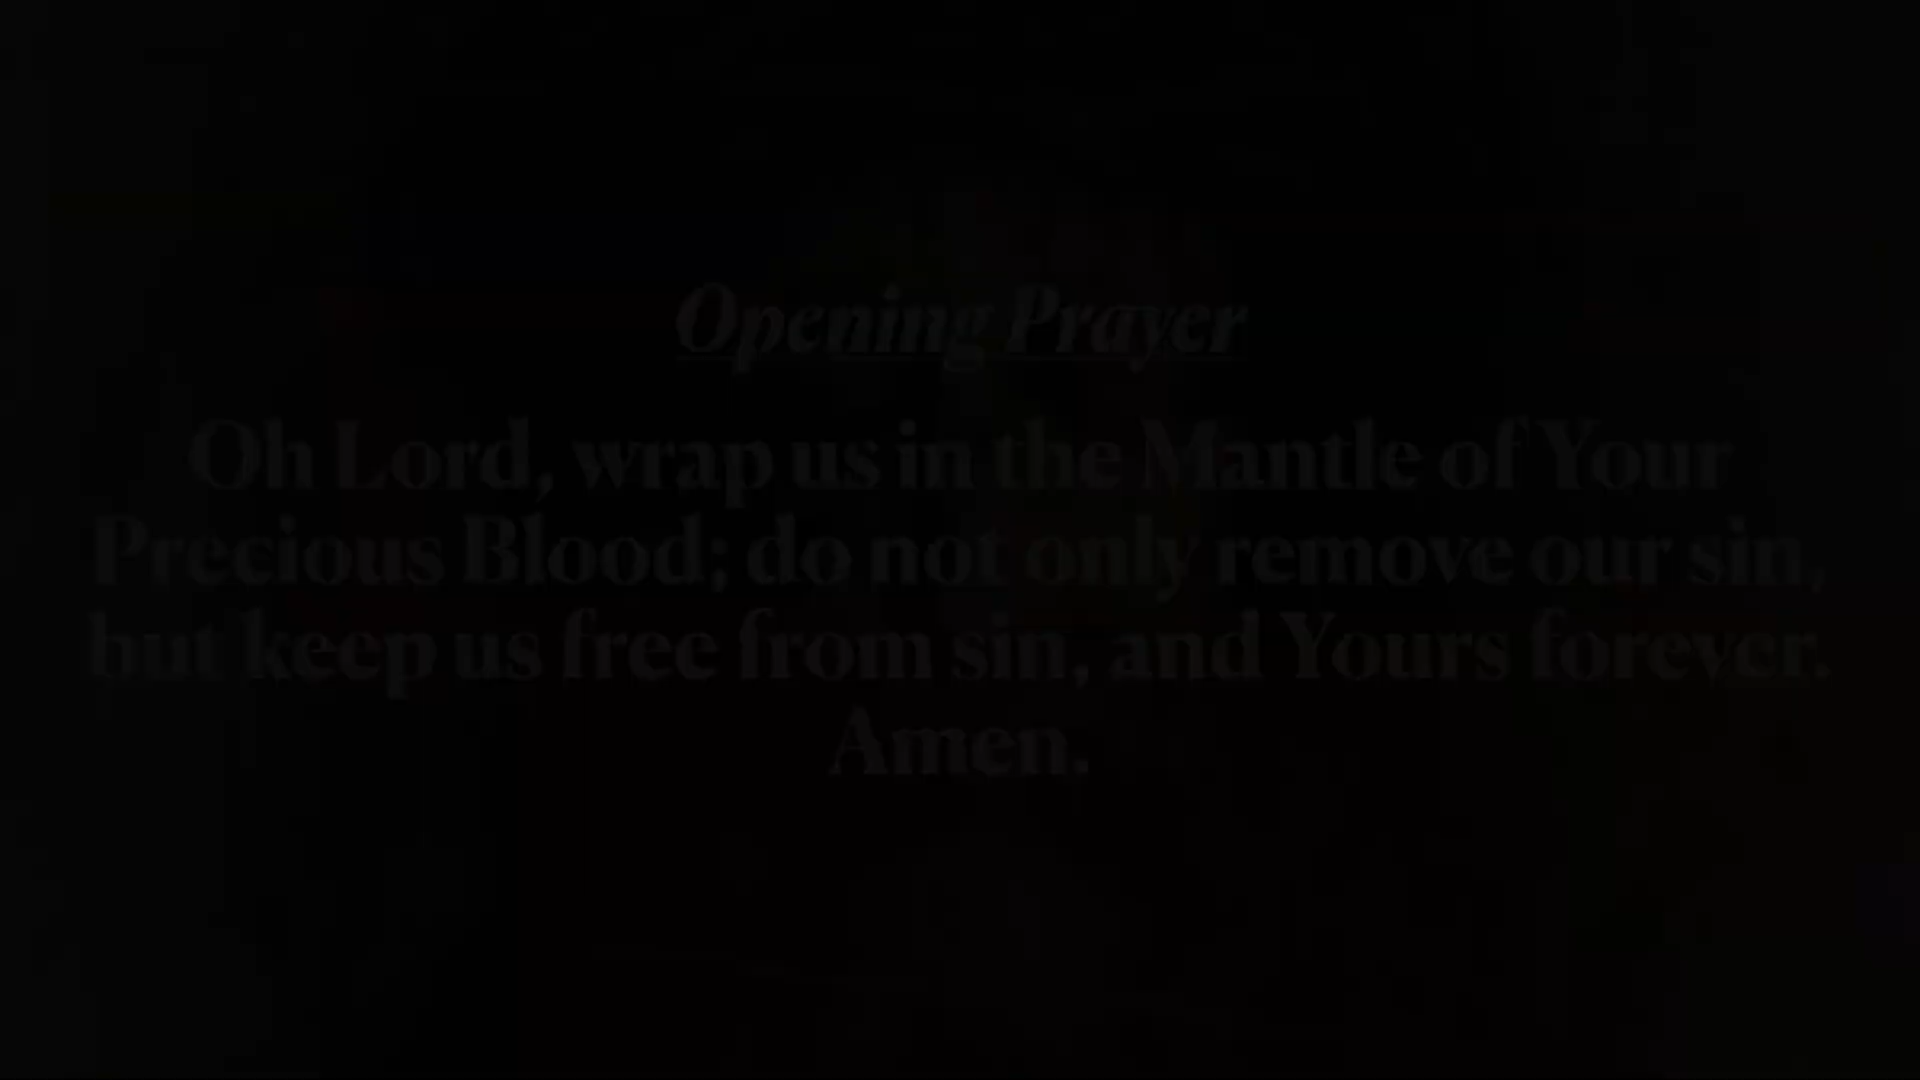 Opening Prayer
Oh Lord, wrap us in the Mantle of Your
Precious Blood; do not only remove our sin,
but keep us free from sin, and Yours forever.
Amen.